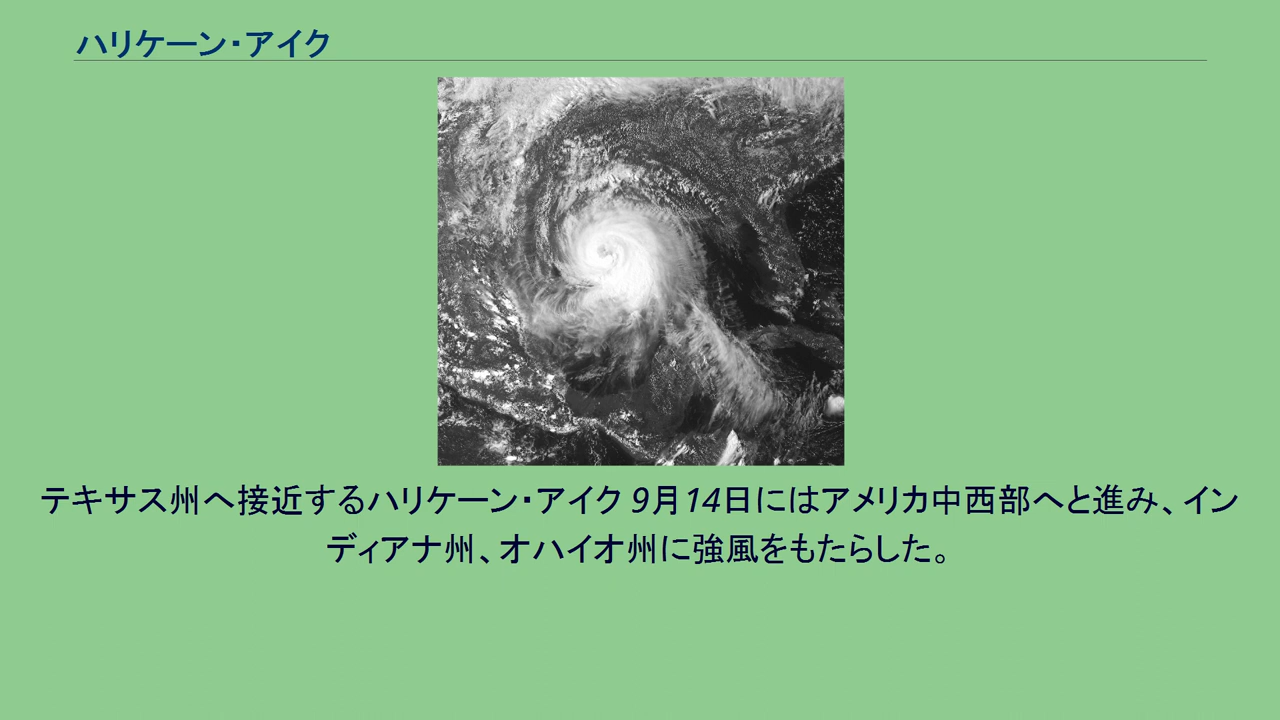 ハリケーン・アイク
テキサス州へ接近するハリケーン・アイク 9月14日にはアメリカ中西部へと進み、イン
ディアナ州、オハイオ州に強風をもたらした。